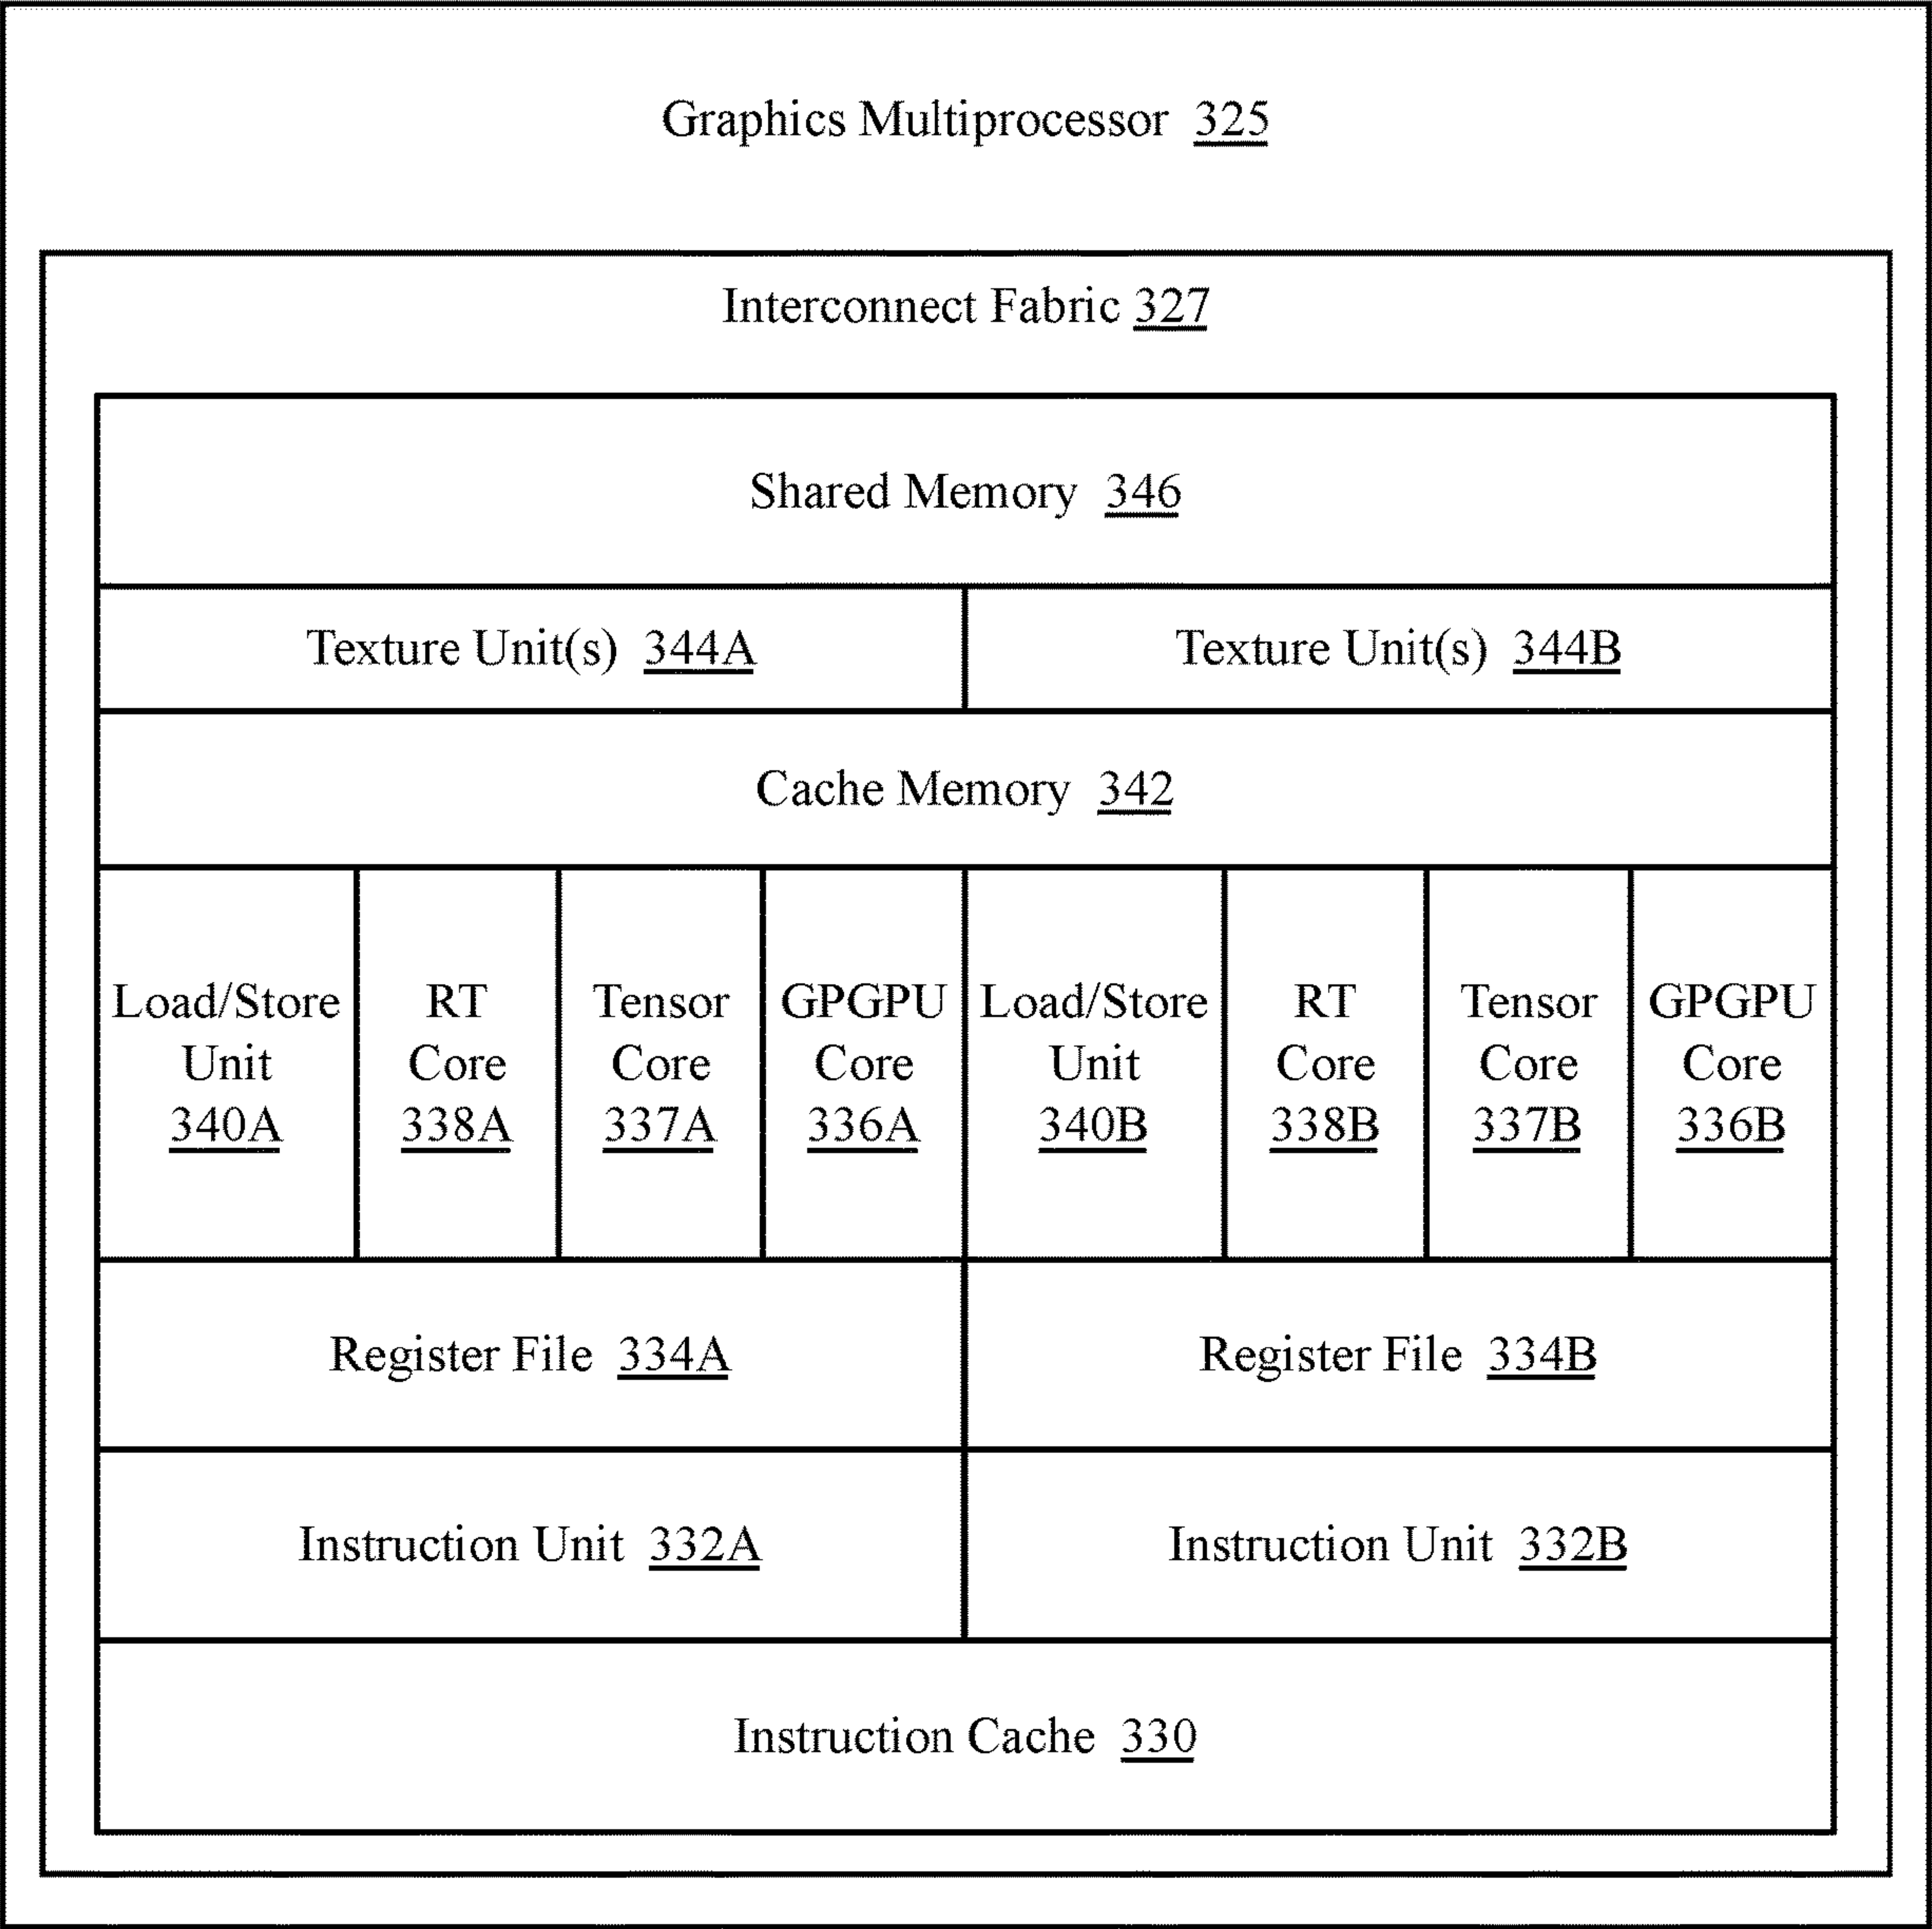 Graphics Multiprocessor 325
Interconnect Fabric 327
Shared Memory 346
Texture Unit(s) 344A
Texture Unit(s) 344B
Cache Memory 342
Load/Store
Unit
340A
RT
Core
338A
Tensor
Core
337A
GPGPU
Core
336A
Load/Store
Unit
340B
RT
Core
338B
Tensor
Core
337B
GPGPU
Core
336B
Register File 334A
Register File 334B
Instruction Unit 332A
Instruction Unit 332B
Instruction Cache 330